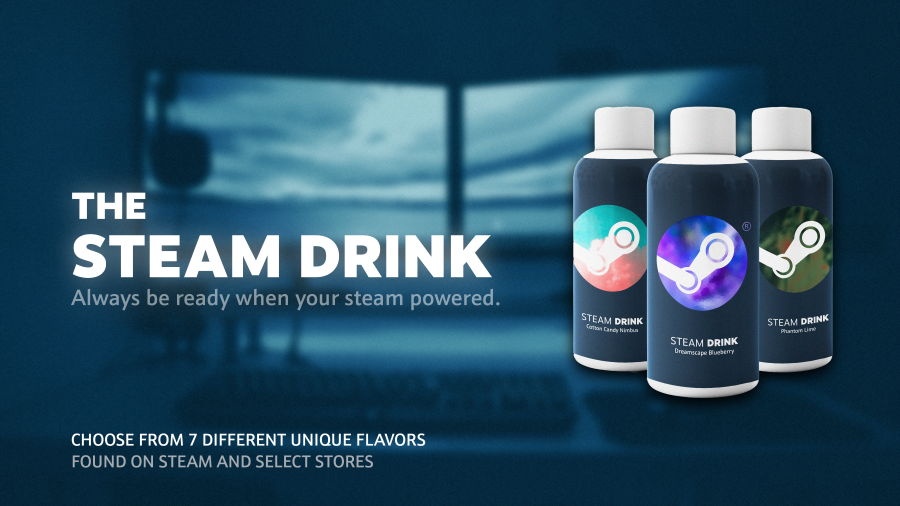 THE
STEAM DRINK
Always be ready when your steam powered.
CHOOSE FROM 7 DIFFERENT UNIQUE FLAVORS
FOUND ON STEAM AND SELECT STORES
STEAM DRINK
Cotton Candy Nimbus
®
STEAM DRINK
Dreamscape Blueberry
STEAM DRINK
Phantom Lime